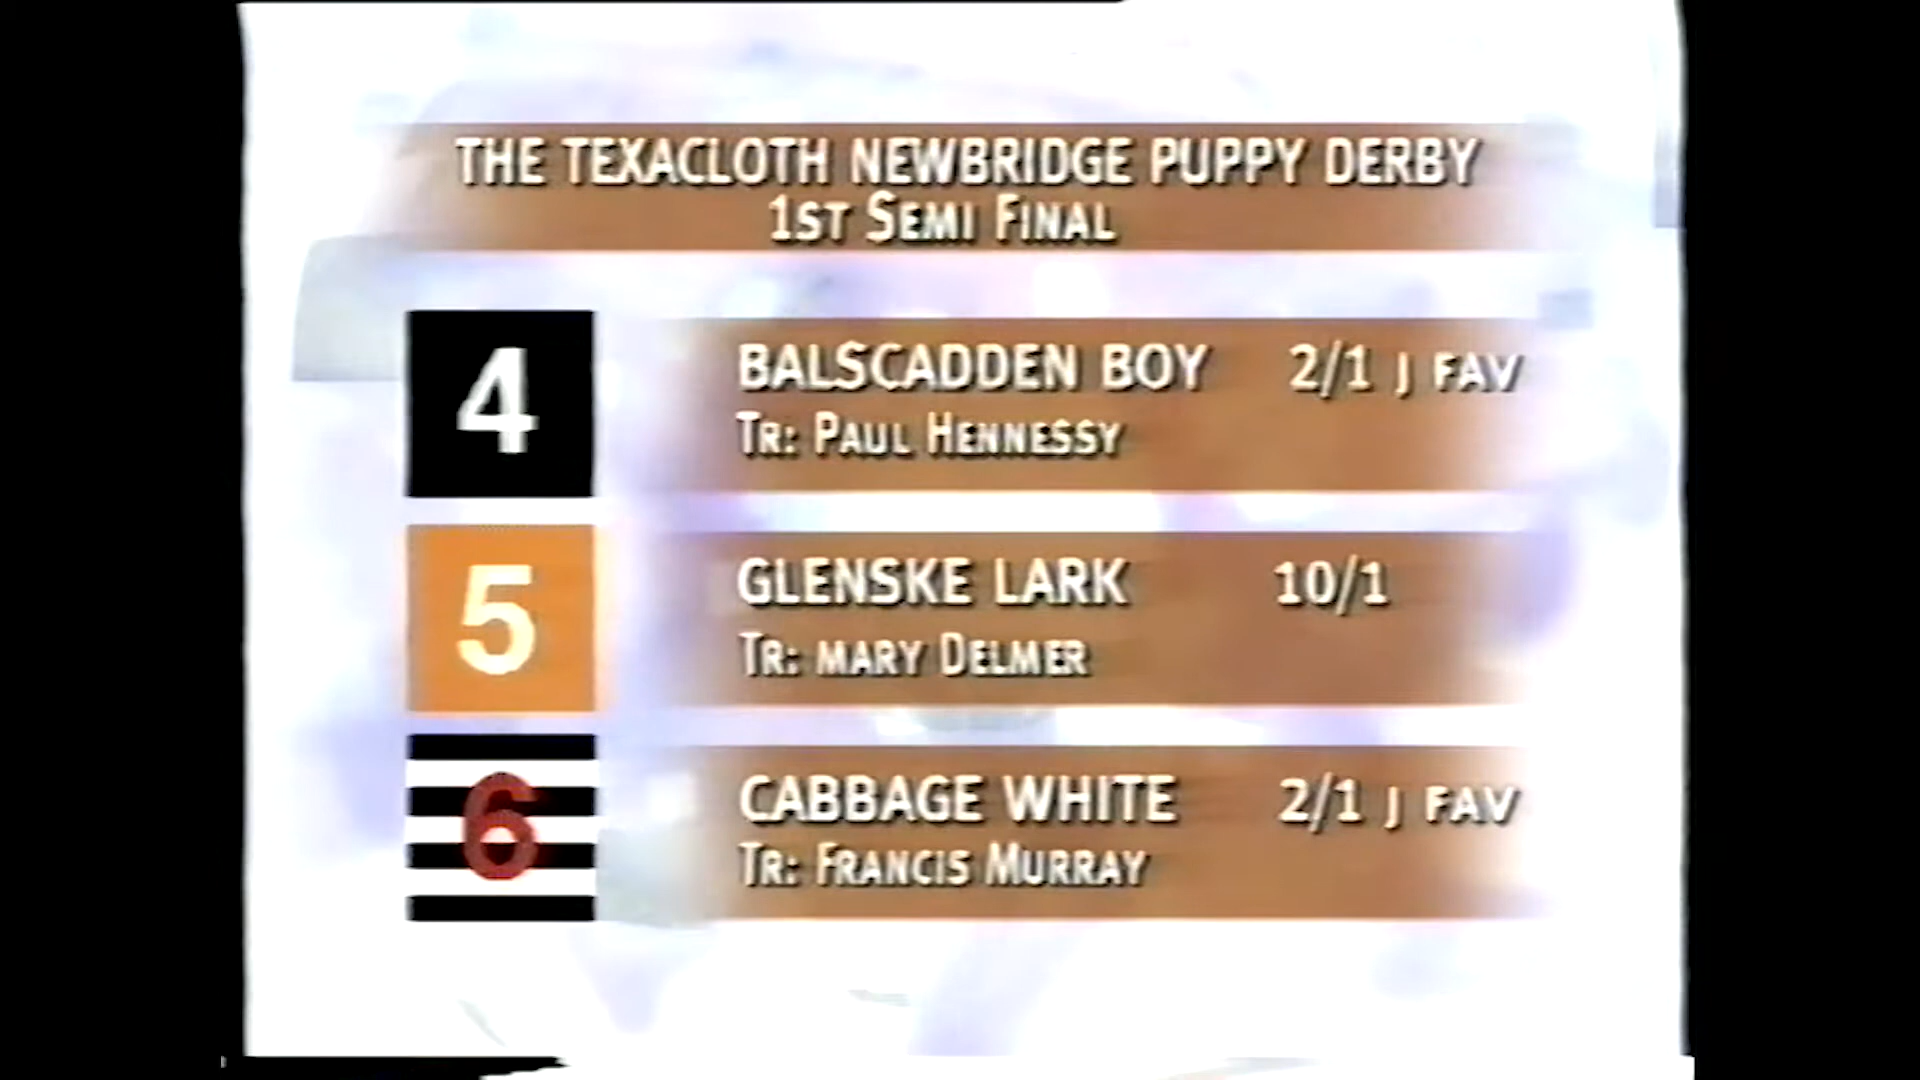 THE TEXACLOTH NEWBRIDGE PUPPY DERBY
1ST SEMI FINAL
4 BALSCADDEN BOY 2/1 J FAV
TR: PAUL HENNESSY
5 GLENSKE LARK 10/1
TR: MARY DELMER
6 CABBAGE WHITE 2/1 J FAV
TR: FRANCIS MURRAY